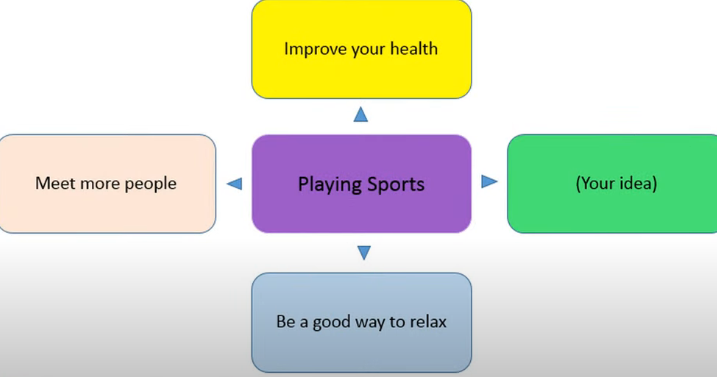 Improve your health
Meet more people
Playing Sports
(Your idea)
Be a good way to relax